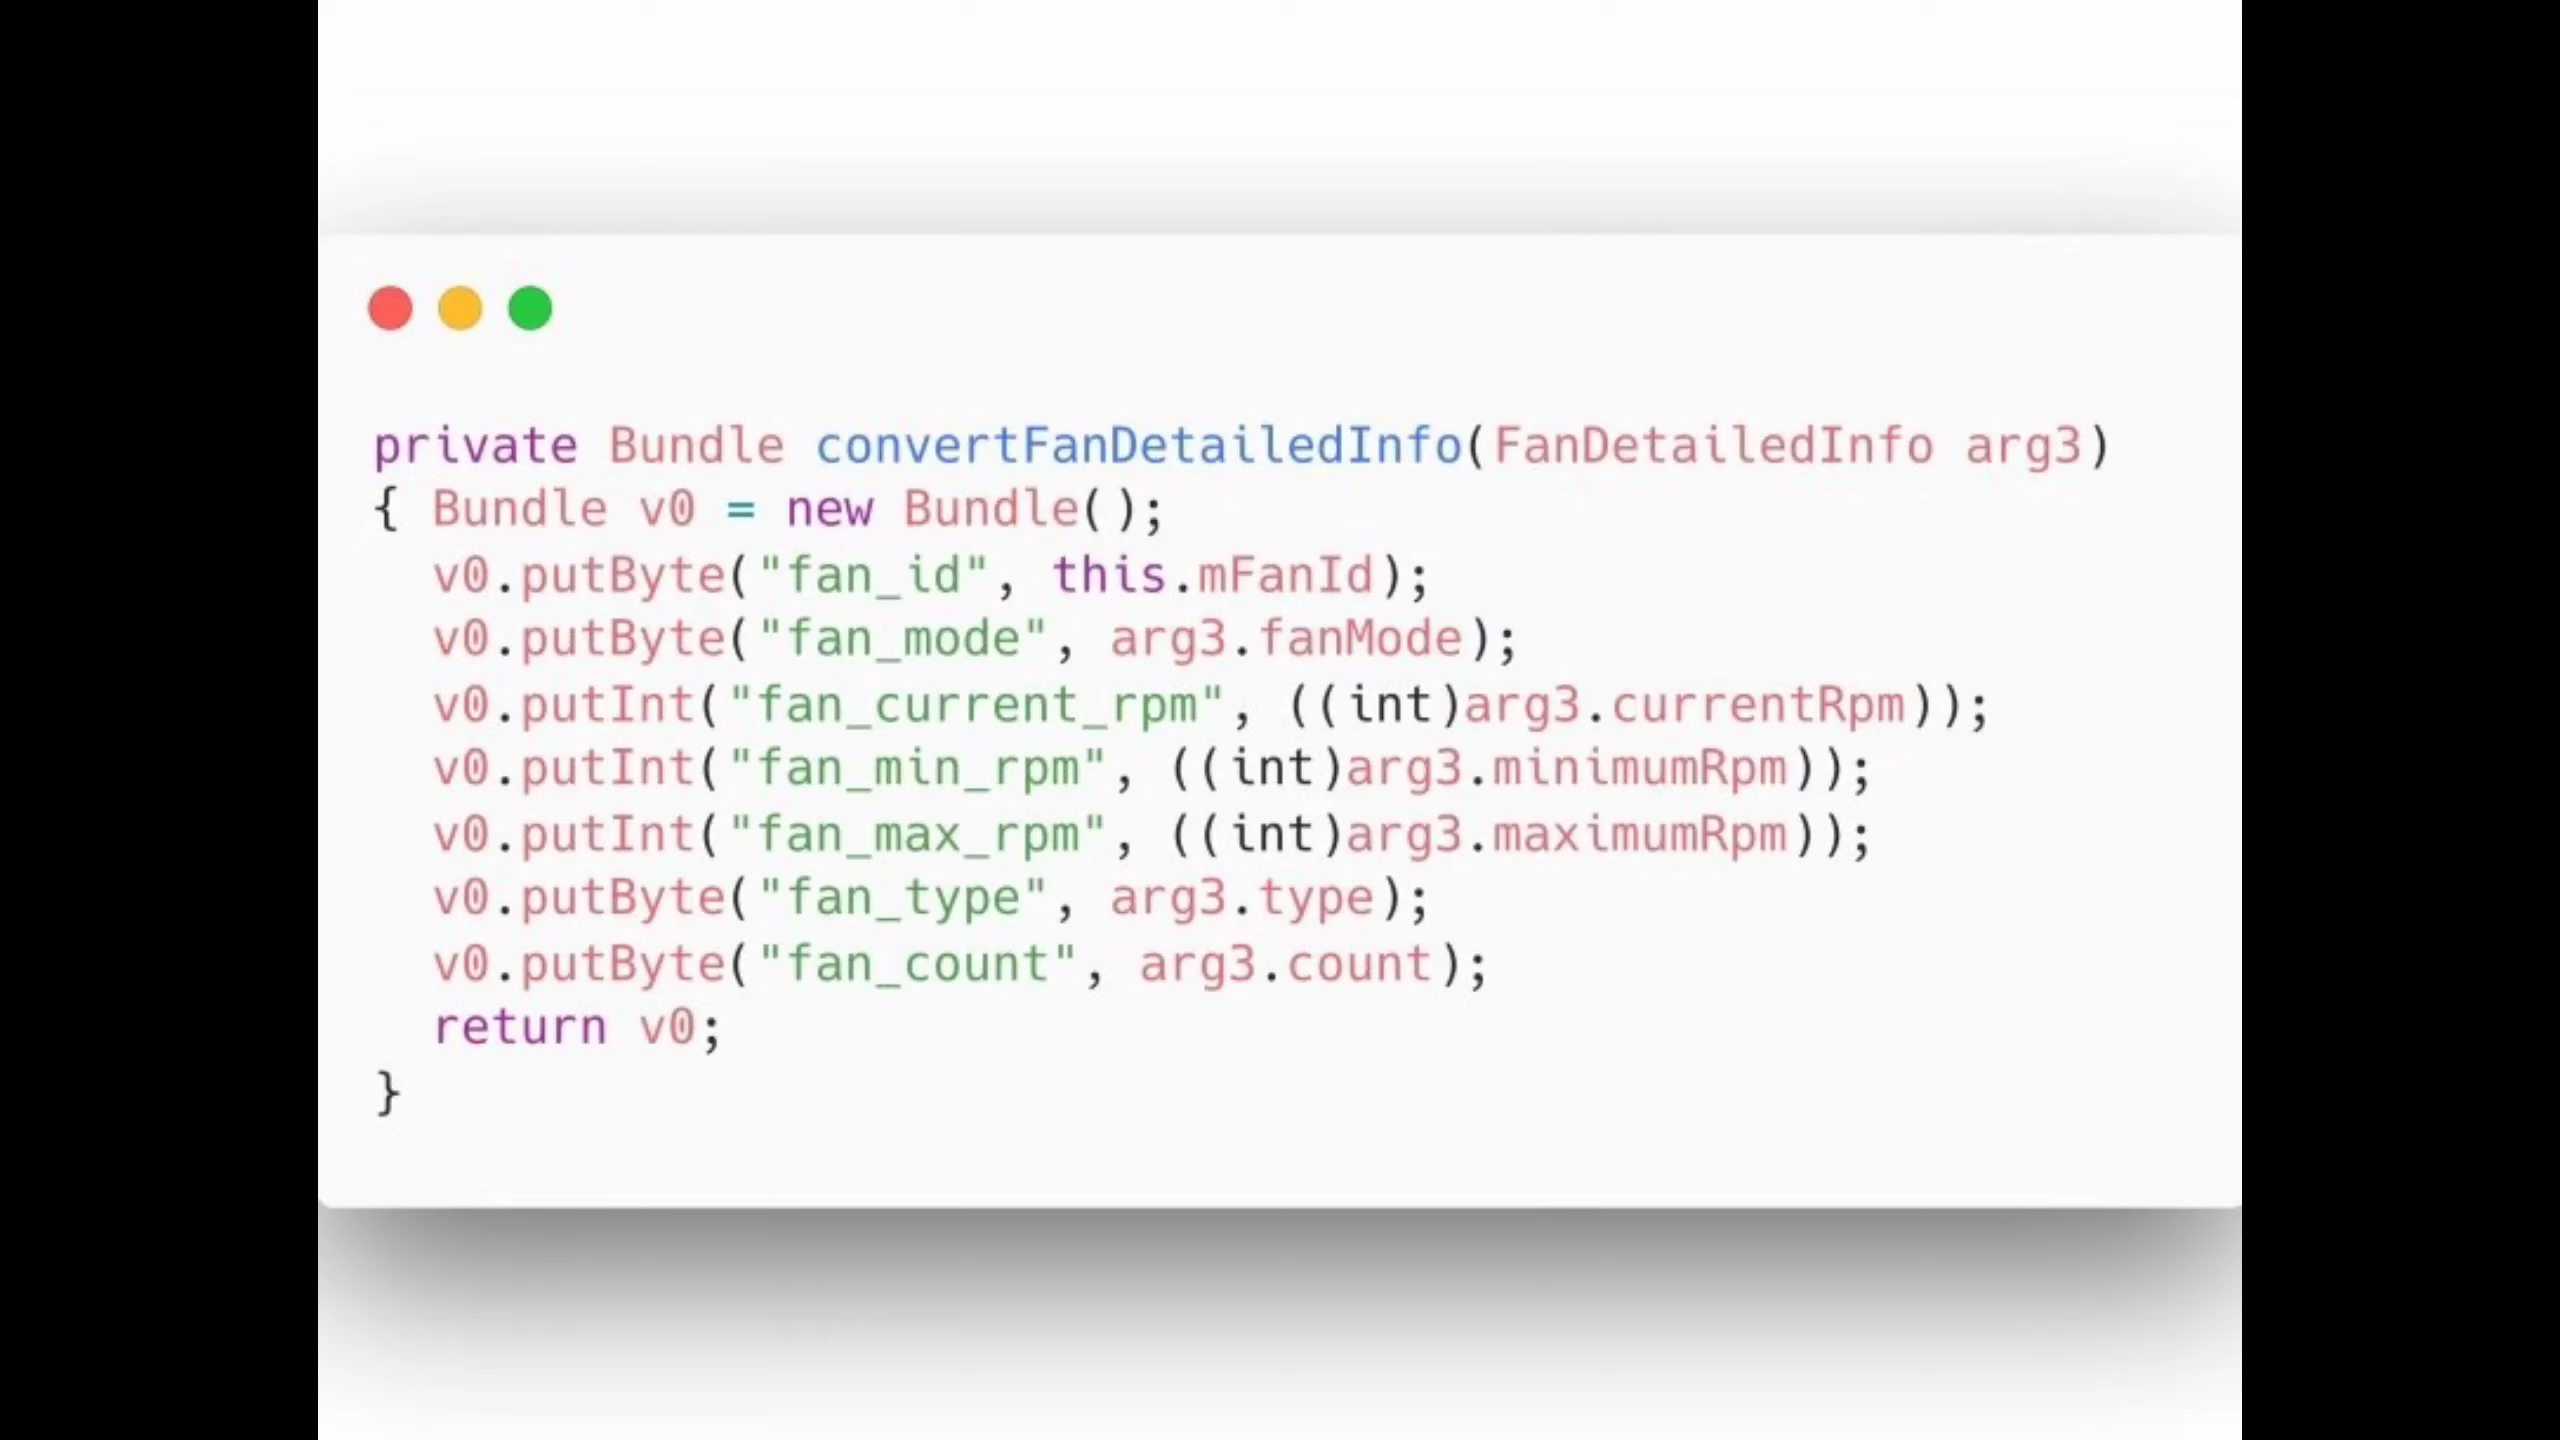 private Bundle convertFanDetailedInfo(FanDetailedInfo arg3)
{ Bundle v0 = new Bundle();
v0.putByte("fan_id", this.mFanId);
v0.putByte("fan_mode", arg3.fanMode);
v0.putInt("fan_current_rpm", ((int)arg3.currentRpm));
v0.putInt("fan_min_rpm", ((int)arg3.minimumRpm));
v0.putInt("fan_max_rpm", ((int)arg3.maximumRpm));
v0.putByte("fan_type", arg3.type);
v0.putByte("fan_count", arg3.count);
return v0;
}